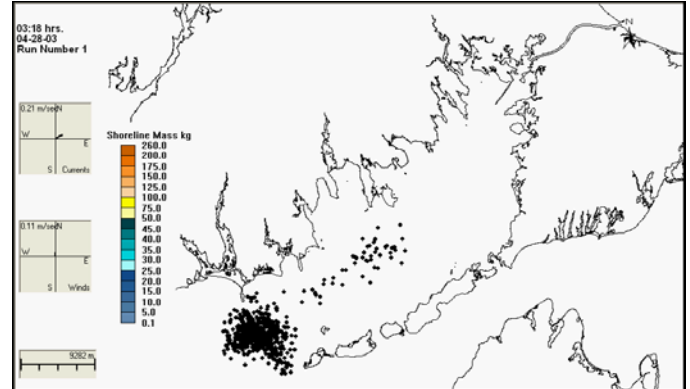 03:18 hrs.
04-28-03
Run Number 1
N
0.21 m/sec N
W
E
S Currents
Shoreline Mass kg
260.0
200.0
175.0
150.0
125.0
100.0
75.0
50.0
45.0
40.0
35.0
30.0
25.0
20.0
15.0
10.0
5.0
0.1
0.11 m/sec N
W
E
S Winds
9282 m